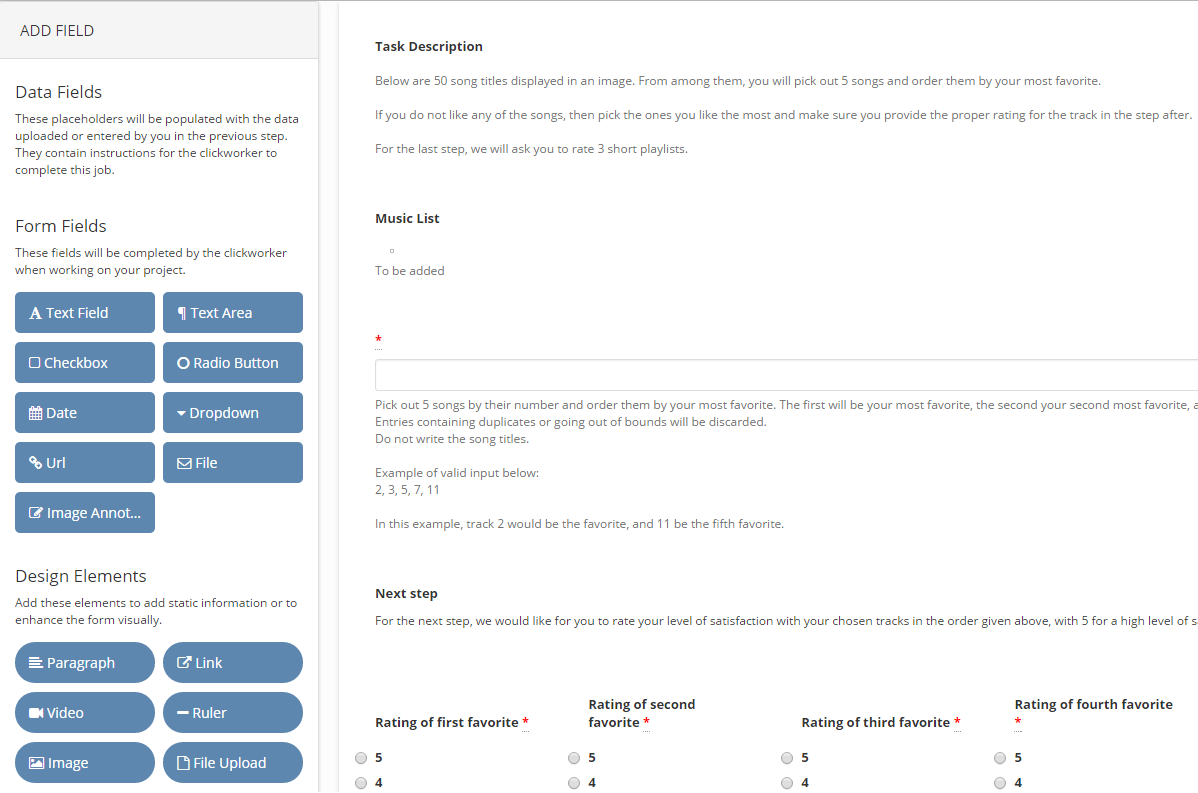 ADD FIELD
Data Fields
These placeholders will be populated with the data
uploaded or entered by you in the previous step.
They contain instructions for the clickworker to
complete this job.
Form Fields
These fields will be completed by the clickworker
when working on your project.
Text Field
Text Area
Checkbox
Radio Button
Date
Dropdown
Url
File
Image Annot...
Design Elements
Add these elements to add static information or to
enhance the form visually.
Paragraph
Link
Video
Ruler
Image
File Upload
Task Description
Below are 50 song titles displayed in an image. From among them, you will pick out 5 songs and order them by your most favorite.
If you do not like any of the songs, then pick the ones you like the most and make sure you provide the proper rating for the track in the step after.
For the last step, we will ask you to rate 3 short playlists.
Music List
To be added
*
Pick out 5 songs by their number and order them by your most favorite. The first will be your most favorite, the second your second most favorite, a
Entries containing duplicates or going out of bounds will be discarded.
Do not write the song titles.
Example of valid input below:
2, 3, 5, 7, 11
In this example, track 2 would be the favorite, and 11 be the fifth favorite.
Next step
For the next step, we would like for you to rate your level of satisfaction with your chosen tracks in the order given above, with 5 for a high level of s
Rating of first favorite *
5
4
Rating of second
favorite *
5
4
Rating of third favorite *
5
4
Rating of fourth favorite
*
5
4